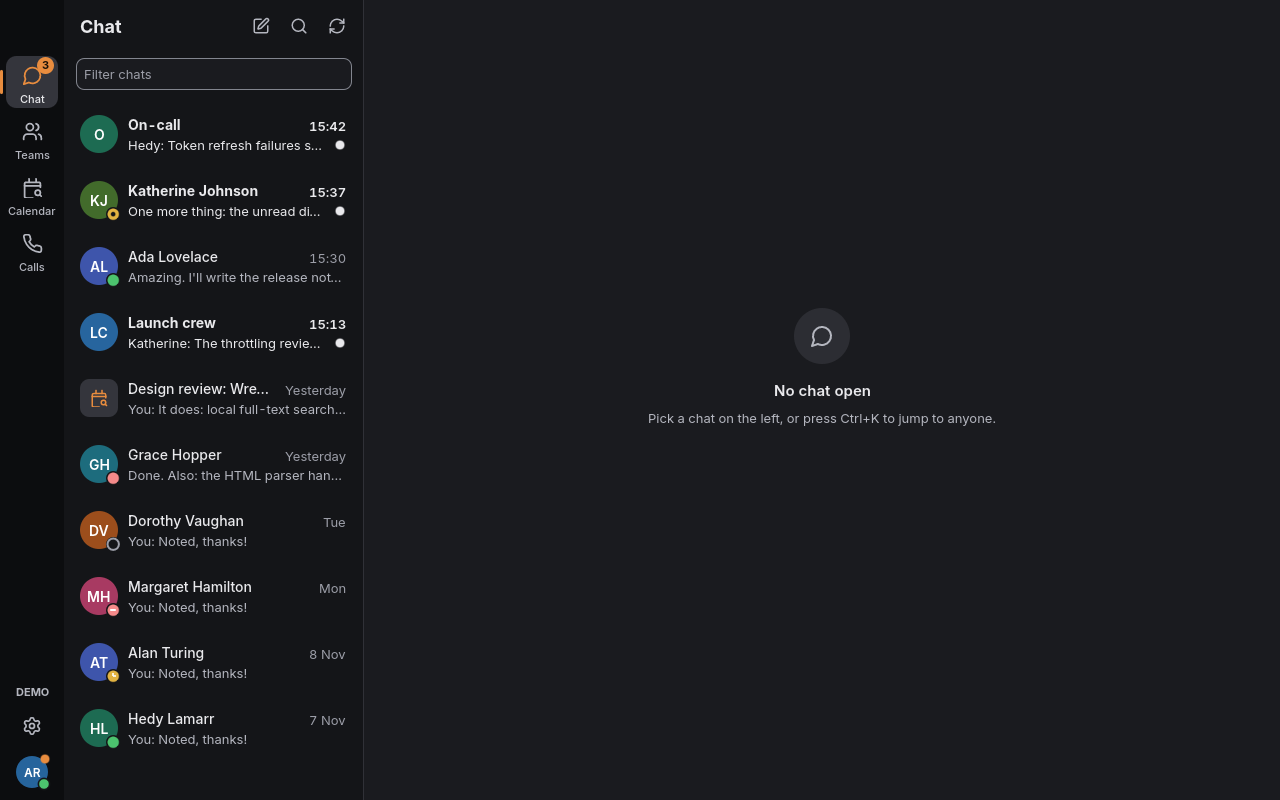 Chat
3
Chat
Teams
Calendar
Calls
DEMO
AR
Filter chats
O
On-call
15:42
Hedy: Token refresh failures s...
KJ
Katherine Johnson
15:37
One more thing: the unread di...
AL
Ada Lovelace
15:30
Amazing. I'll write the release not...
LC
Launch crew
15:13
Katherine: The throttling revie...
Design review: Wre...
Yesterday
You: It does: local full-text search...
GH
Grace Hopper
Yesterday
Done. Also: the HTML parser han...
DV
Dorothy Vaughan
Tue
You: Noted, thanks!
MH
Margaret Hamilton
Mon
You: Noted, thanks!
AT
Alan Turing
8 Nov
You: Noted, thanks!
HL
Hedy Lamarr
7 Nov
You: Noted, thanks!
No chat open
Pick a chat on the left, or press Ctrl+K to jump to anyone.